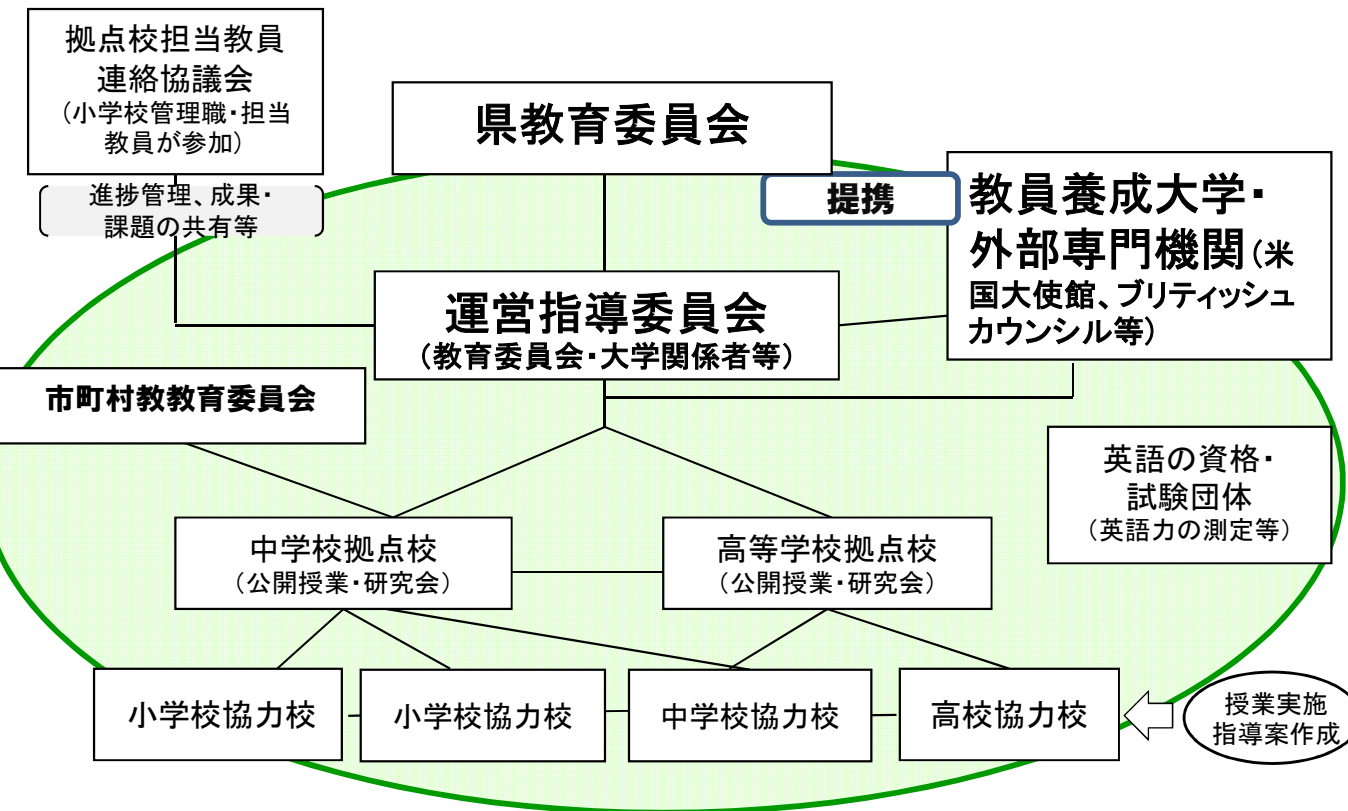 拠点校担当教員
連絡協議会
（小学校管理職・担当
教員が参加）
県教育委員会
進捗管理、成果・
課題の共有等
提携
教員養成大学・
外部専門機関（米
国大使館、ブリティッシュ
カウンシル等）
運営指導委員会
（教育委員会・大学関係者等）
市町村教教育委員会
英語の資格・
試験団体
（英語力の測定等）
中学校拠点校
（公開授業・研究会）
高等学校拠点校
（公開授業・研究会）
小学校協力校
小学校協力校
中学校協力校
高校協力校
授業実施
指導案作成